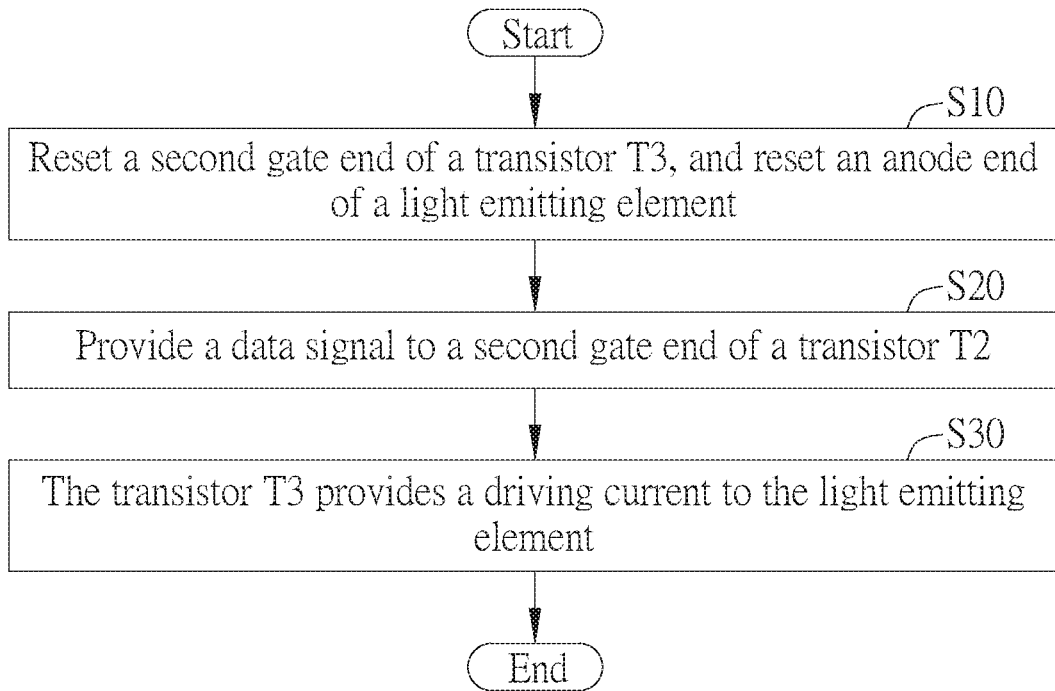 Start
S10
Reset a second gate end of a transistor T3, and reset an anode end
of a light emitting element
S20
Provide a data signal to a second gate end of a transistor T2
S30
The transistor T3 provides a driving current to the light emitting
element
End